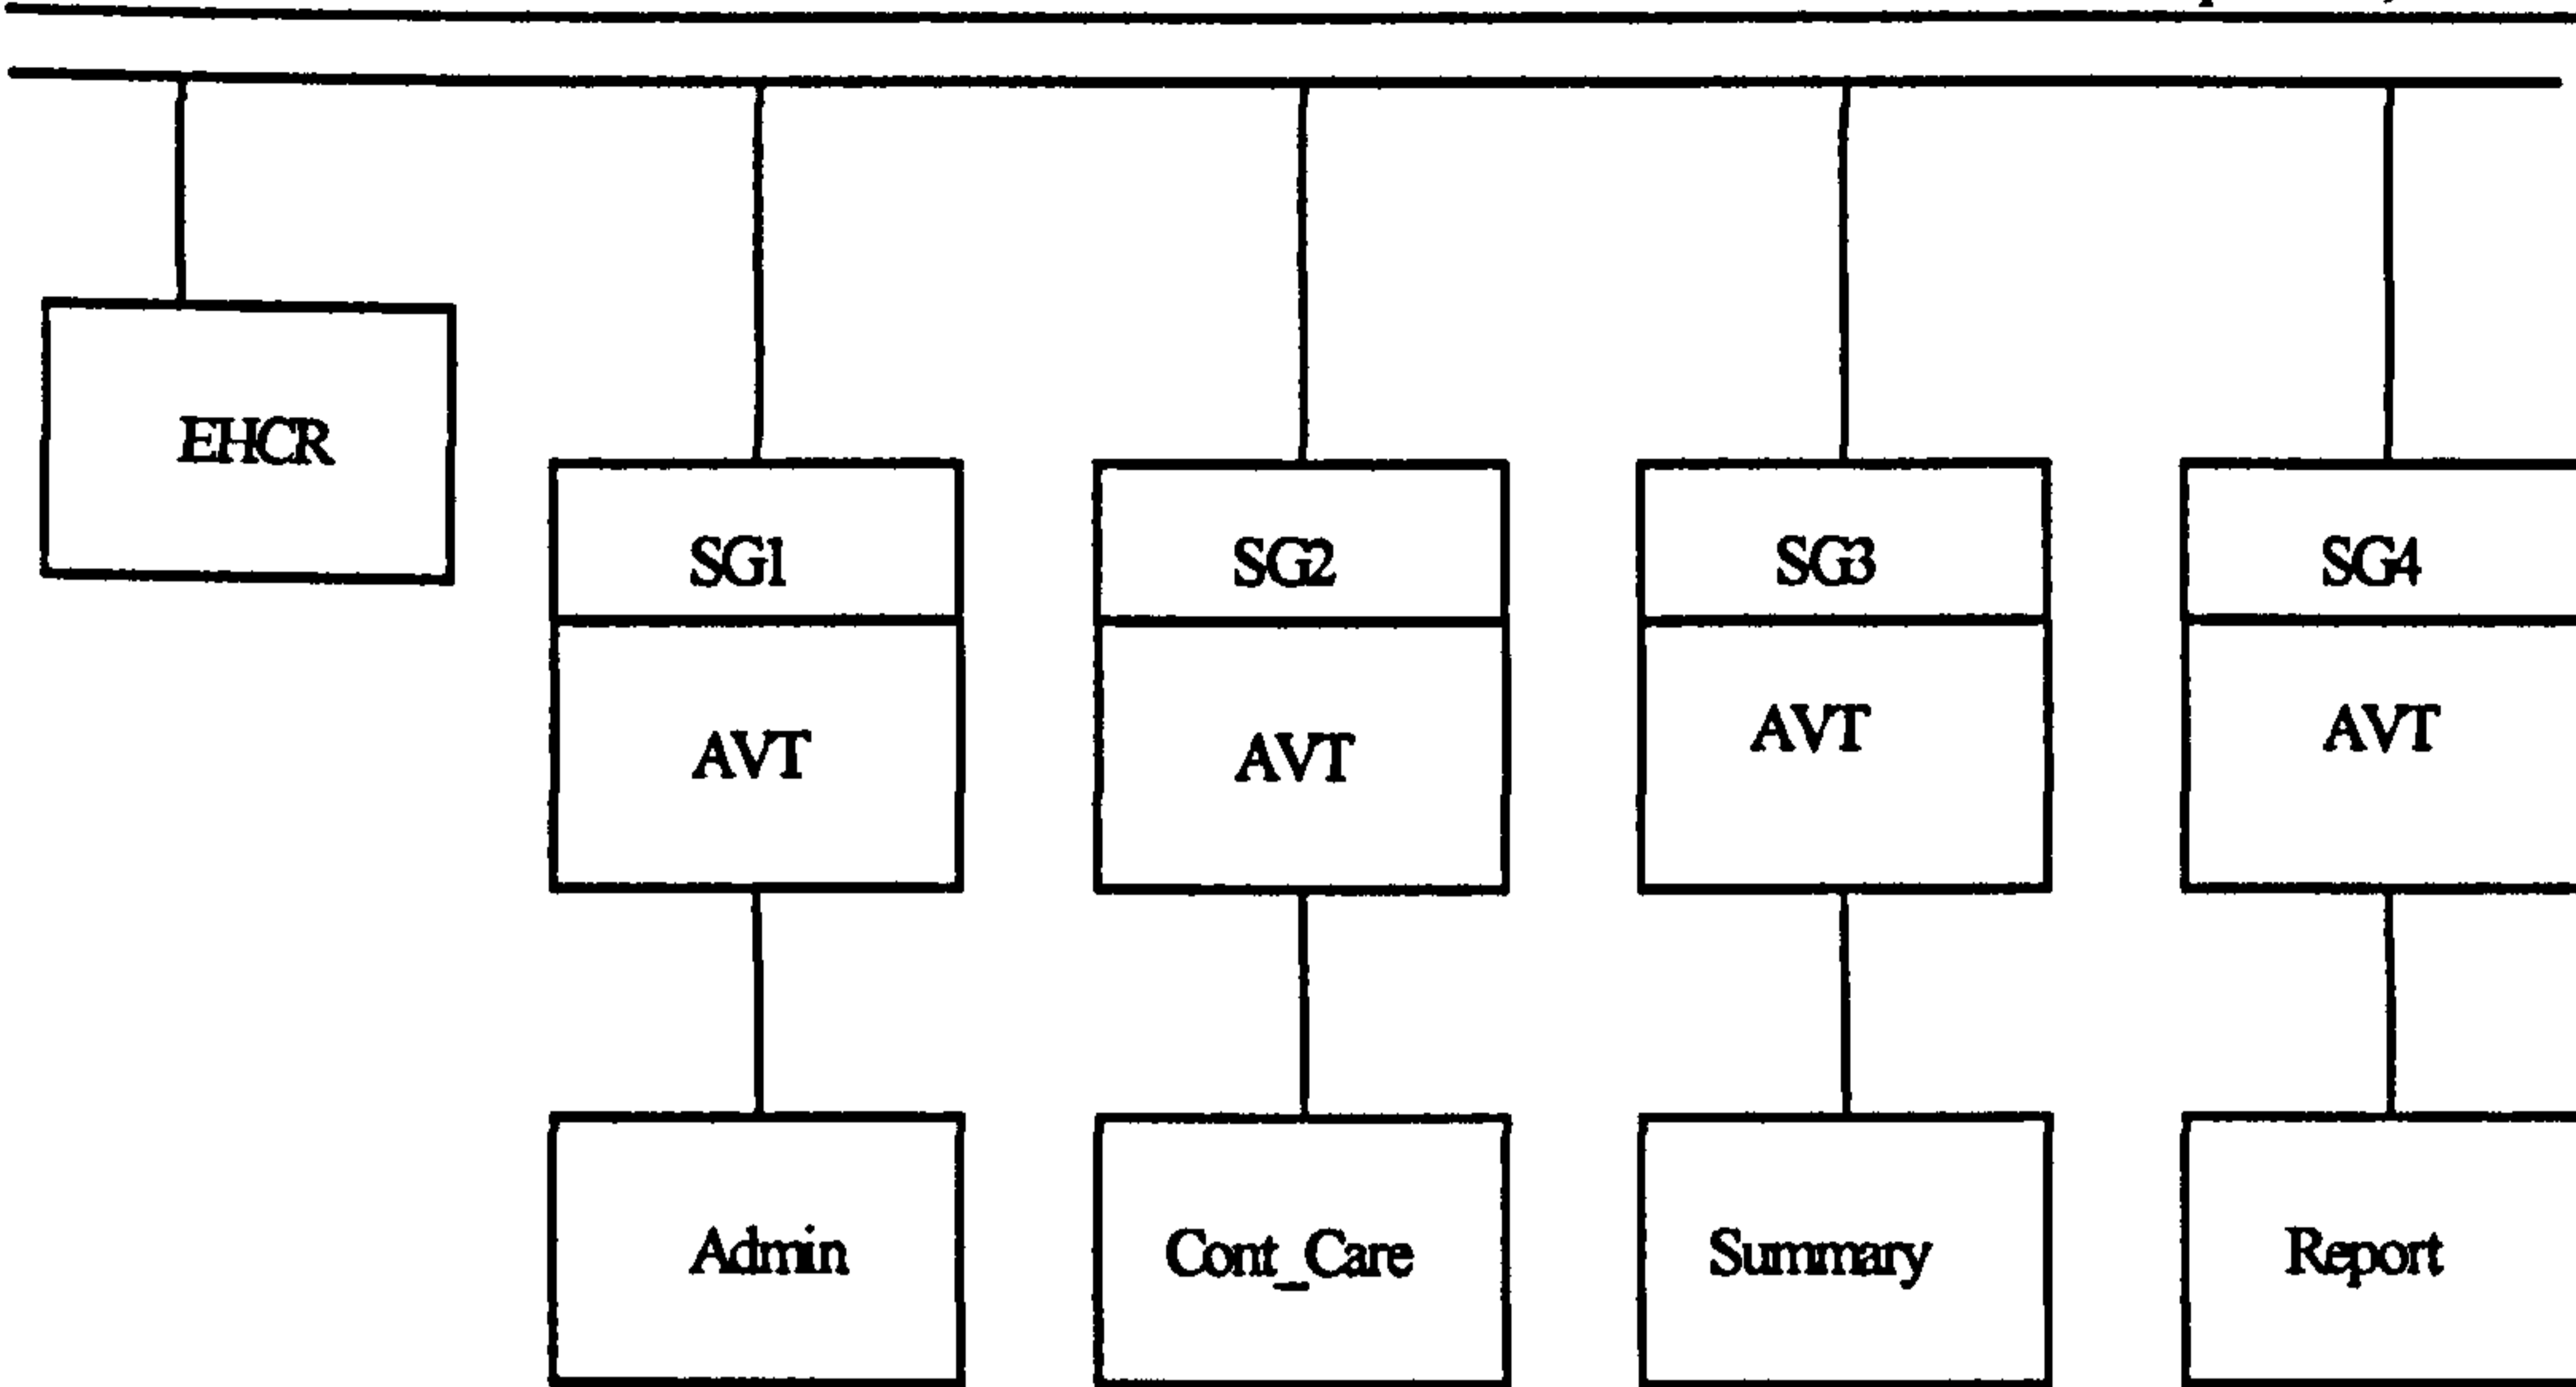 EHCR
SG1
SG2
SG3
SG4
AVT
AVT
AVT
AVT
Admin
Cont_Care
Summary
Report